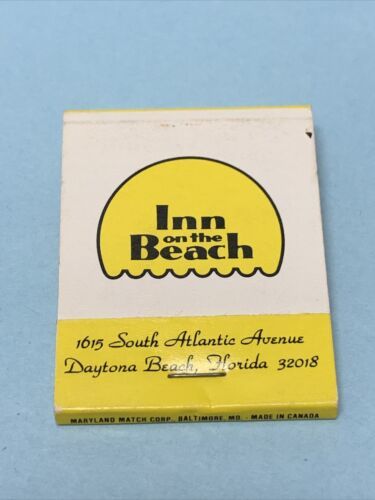 Inn
on the
Beach
1615 South Atlantic Avenue
Daytona Beach, Florida 32018
MARYLAND MATCH CORP., BALTIMORE, MD. - MADE IN CANADA